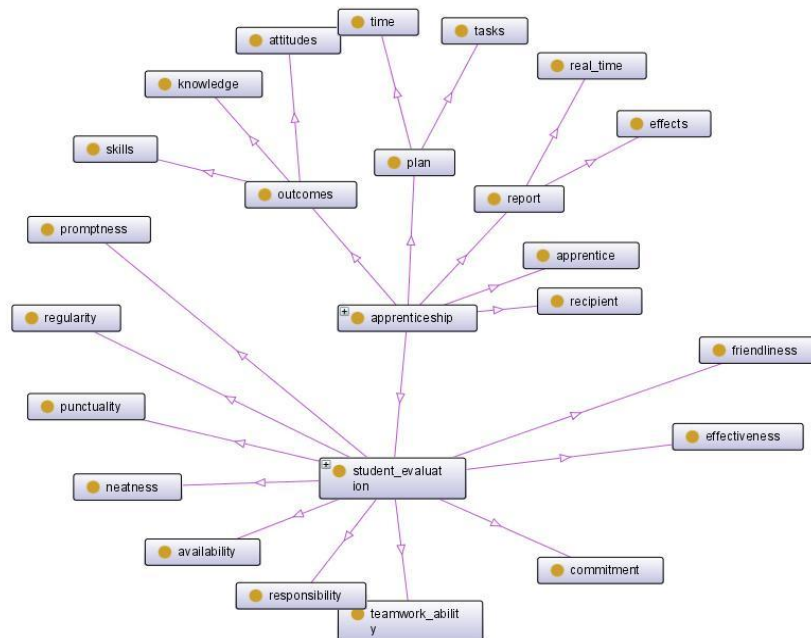 time
tasks
attitudes
real_time
knowledge
effects
skills
plan
outcomes
report
promptness
apprentice
recipient
regularity
apprenticeship
friendliness
punctuality
effectiveness
student_evaluat
ion
neatness
availability
commitment
responsibility
teamwork_abilit
y